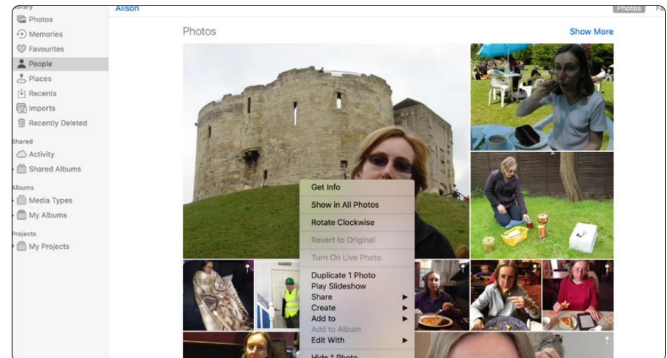 Library
Photos
Memories
Favourites
People
Places
Recents
Imports
Recently Deleted
Shared
Activity
Shared Albums
Albums
Media Types
My Albums
Projects
My Projects
Alison
Photos
Photos
Show More
Get Info
Show in All Photos
Rotate Clockwise
Revert to Original
Turn On Live Photo
Duplicate 1 Photo
Play Slideshow
Share
Create
Add to
Add to Album
Edit With
Hide 1 Photo